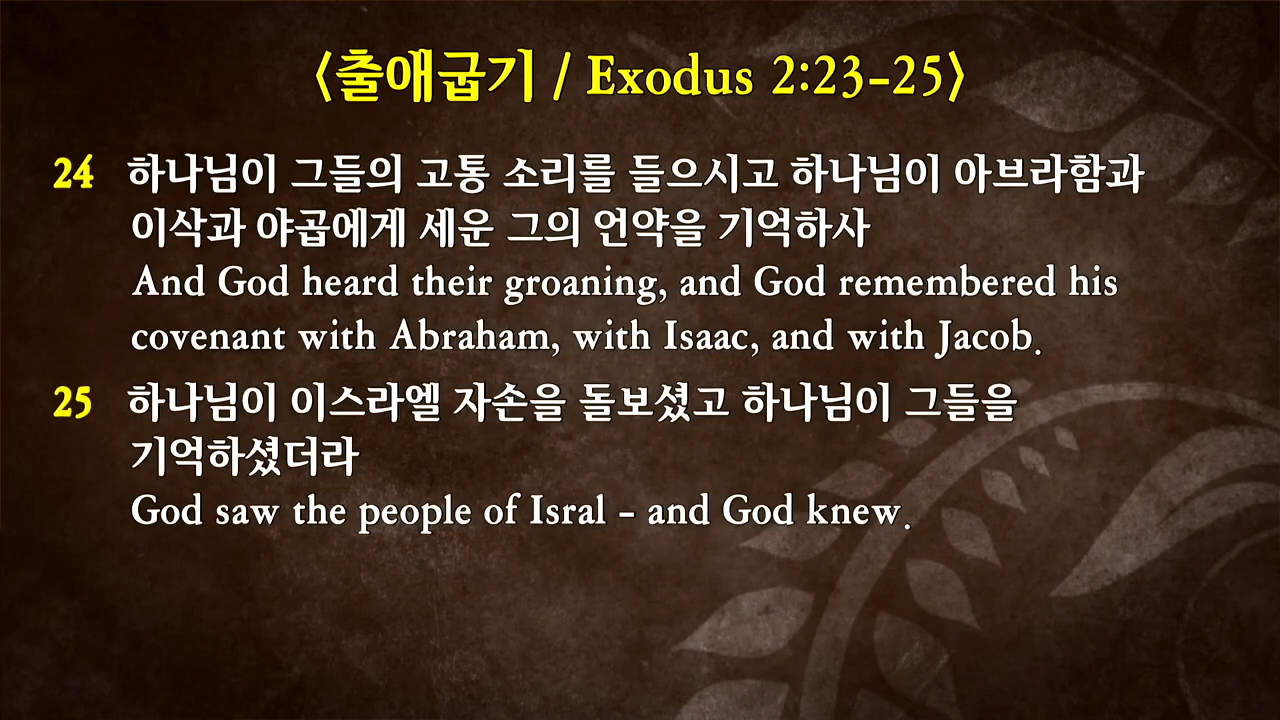 <출애굽기 / Exodus 2:23-25>
24 하나님이 그들의 고통 소리를 들으시고 하나님이 아브라함과
이삭과 야곱에게 세운 그의 언약을 기억하사
And God heard their groaning, and God remembered his
covenant with Abraham, with Isaac, and with Jacob.
25 하나님이 이스라엘 자손을 돌보셨고 하나님이 그들을
기억하셨더라
God saw the people of Isral - and God knew.